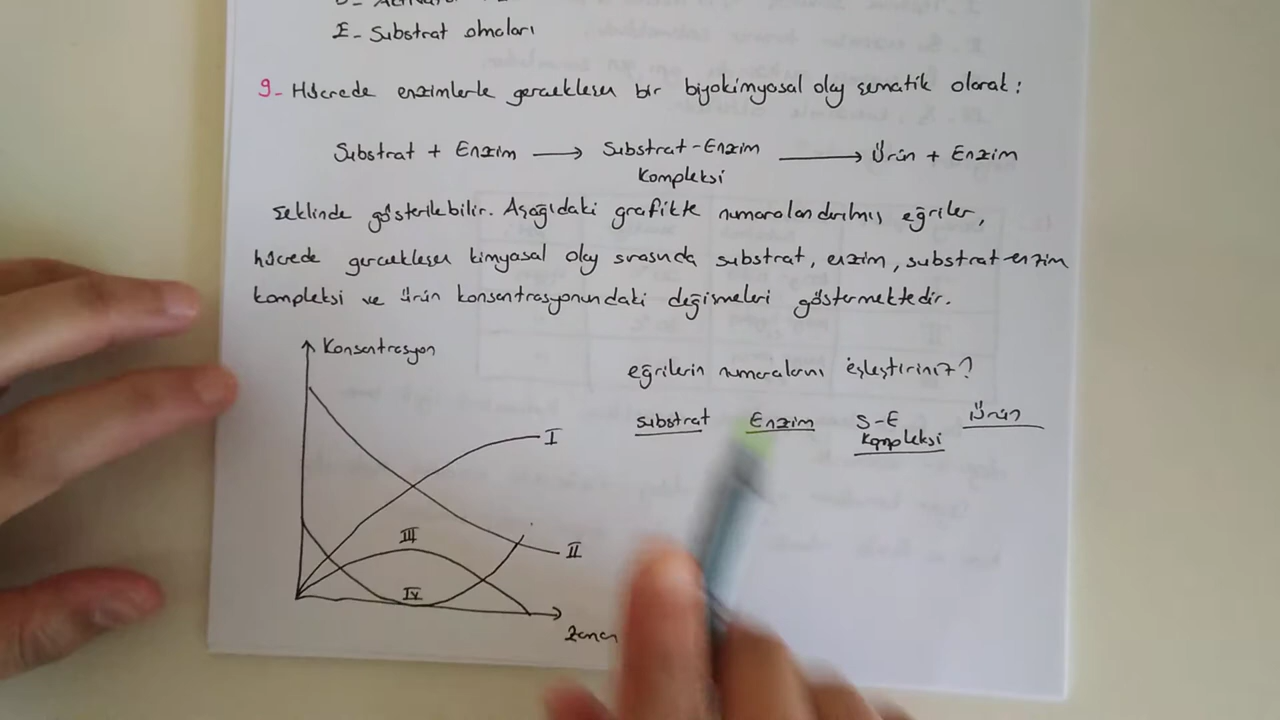 I- Substrat olmaları
9- Hücrede enzimlerle gerçekleşen bir biyokimyasal olay şematik olarak:
Substrat + Enzim → Substrat-Enzim Kompleksi → Ürün + Enzim
şeklinde gösterilebilir. Aşağıdaki grafikte numaralandırılmış eğriler,
hücrede gerçekleşen kimyasal olay sırasında substrat, enzim, substrat-enzim
kompleksi ve ürün konsantrasyonundaki değişmeleri göstermektedir.
Konsantrasyon
eğrilerin numaralarını eşleştiriniz?
Substrat Enzim S-E Kompleksi Ürün
I
II
III
IV
Zaman